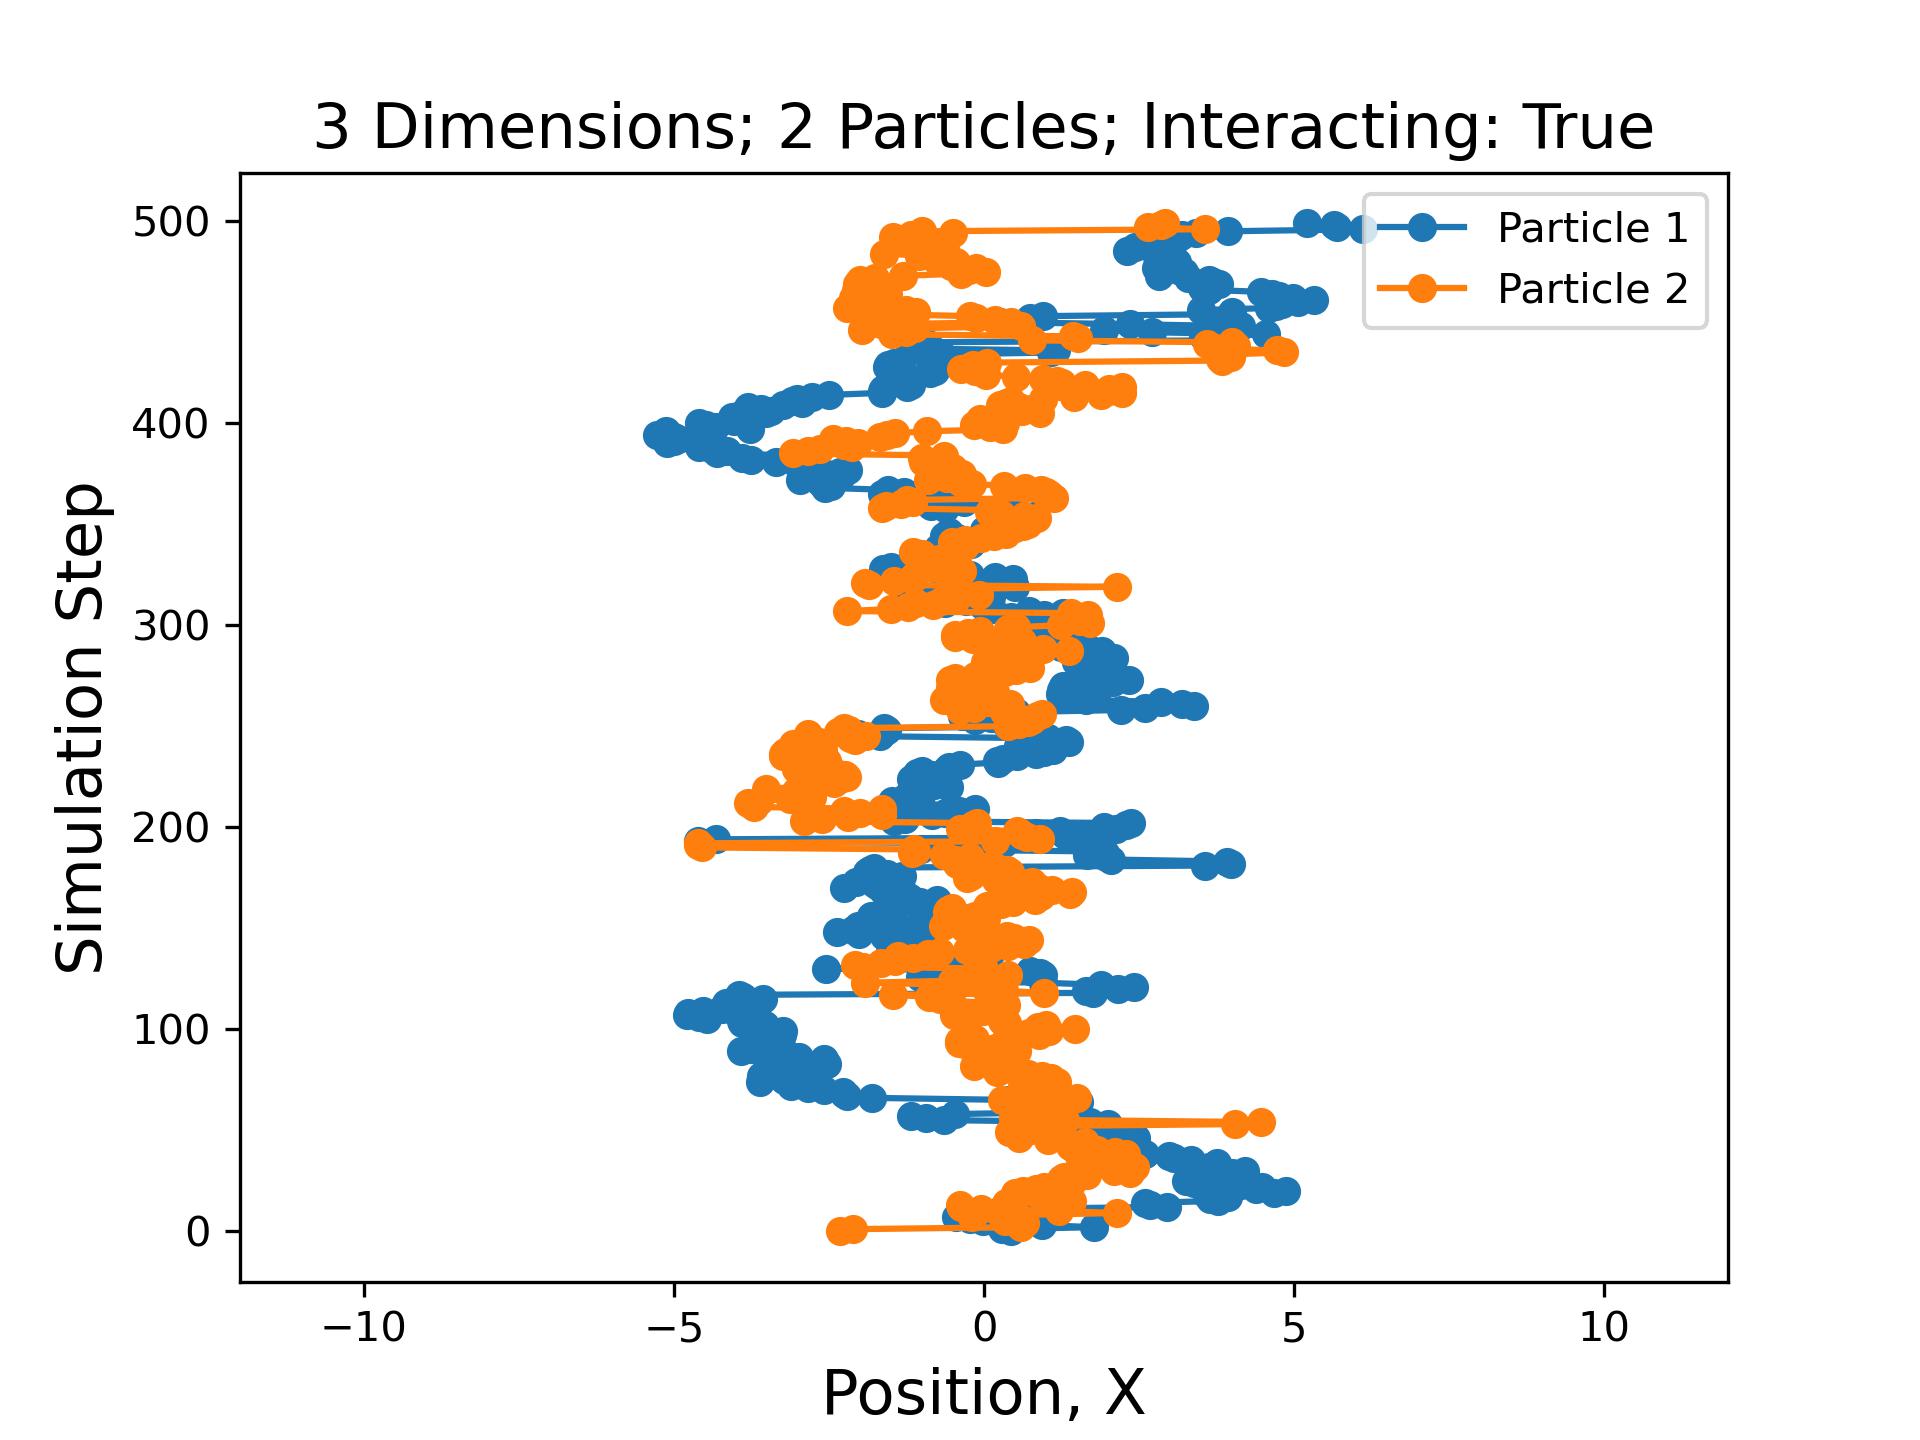 3 Dimensions; 2 Particles; Interacting: True
Particle 1
Particle 2
500
400
300
200
100
0
Simulation Step
−10
−5
0
5
10
Position, X